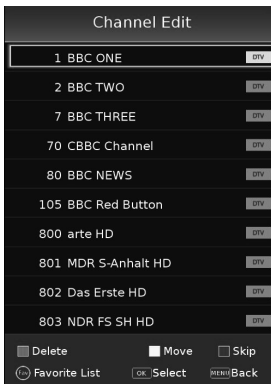 Channel Edit
1 BBC ONE DTV
2 BBC TWO DTV
7 BBC THREE DTV
70 CBBC Channel DTV
80 BBC NEWS DTV
105 BBC Red Button DTV
800 arte HD DTV
801 MDR S-Anhalt HD DTV
802 Das Erste HD DTV
803 NDR FS SH HD DTV
Delete Move Skip
Fav Favorite List OK Select MENU Back